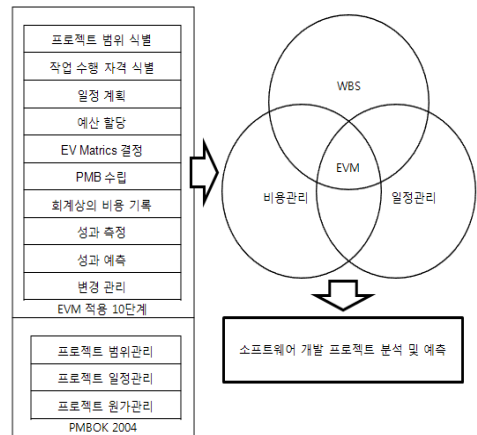 프로젝트 범위 식별
작업 수행 자격 식별
일정 계획
예산 할당
EV Matrics 결정
PMB 수립
회계상의 비용 기록
성과 측정
성과 예측
변경 관리
EVM 적용 10단계
프로젝트 범위관리
프로젝트 일정관리
프로젝트 원가관리
PMBOK 2004
WBS
EVM
비용관리
일정관리
소프트웨어 개발 프로젝트 분석 및 예측